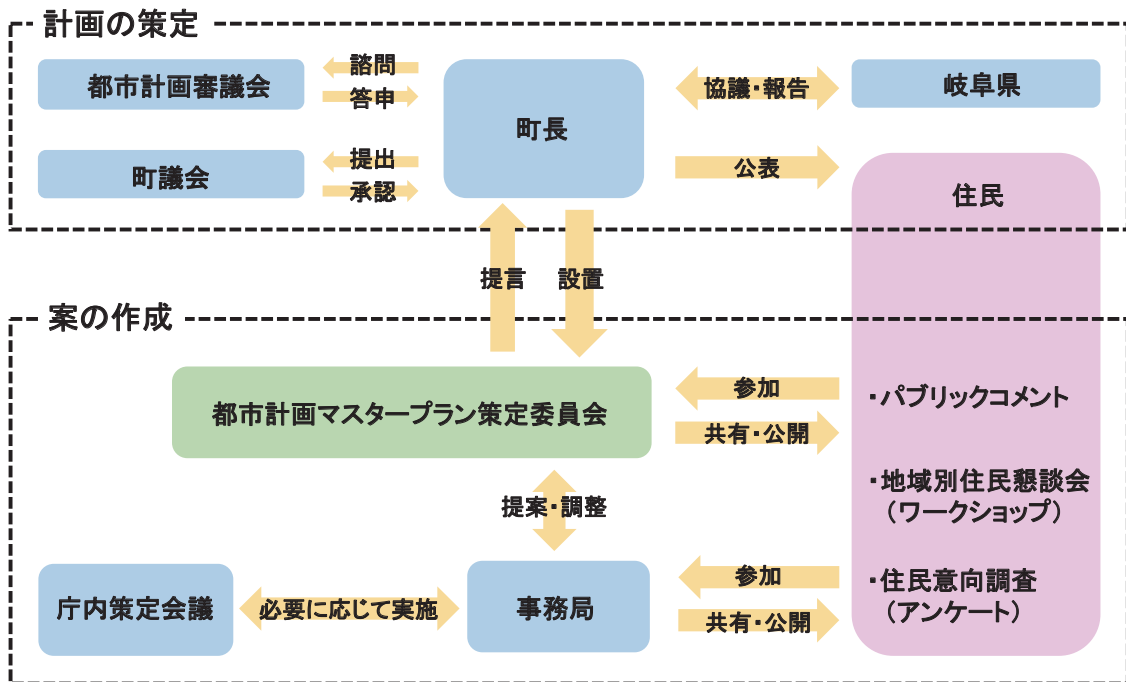 計画の策定
都市計画審議会
諮問
答申
町長
協議・報告
岐阜県
町議会
提出
承認
公表
住民
提言
設置
案の作成
都市計画マスタープラン策定委員会
参加
共有・公開
・パブリックコメント
・地域別住民懇談会
（ワークショップ）
提案・調整
庁内策定会議
必要に応じて実施
事務局
参加
共有・公開
・住民意向調査
（アンケート）